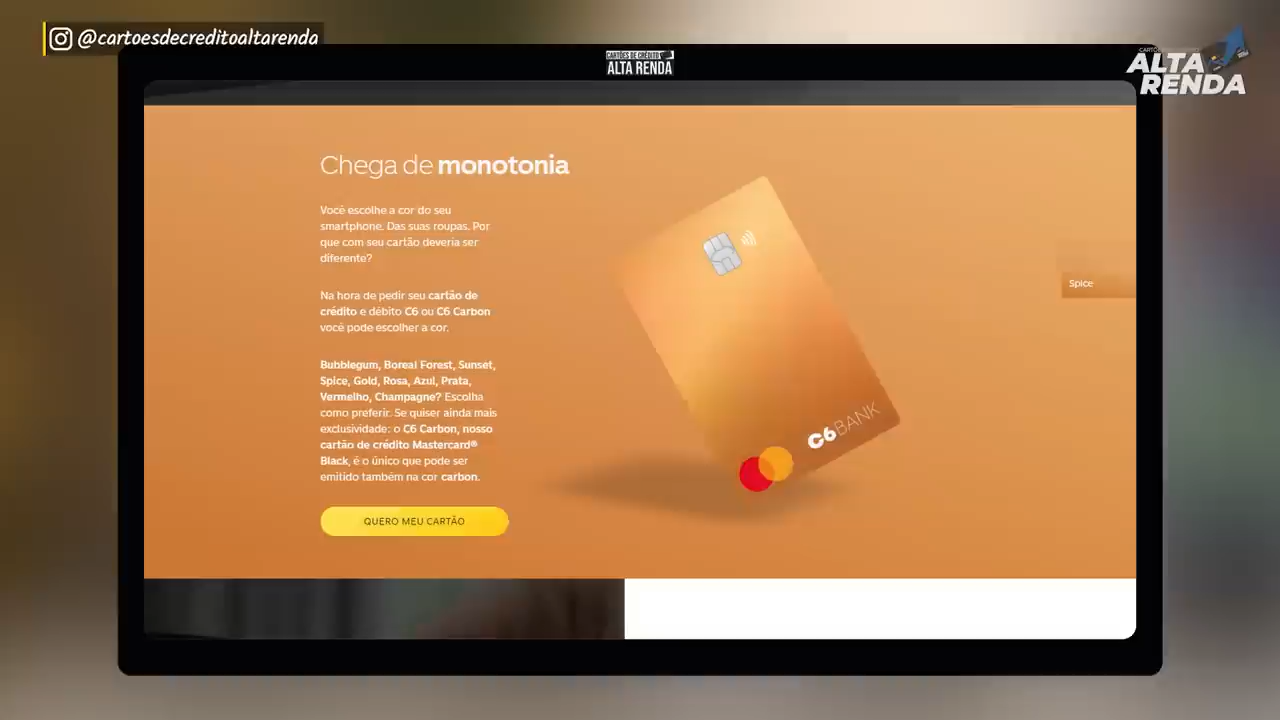 @cartoesdecreditoaltarenda
CARTÕES DE CRÉDITO
ALTA RENDA
ALTA
RENDA
Chega de monotonia
Você escolhe a cor do seu
smartphone. Das suas roupas. Por
que com seu cartão deveria ser
diferente?
Na hora de pedir seu cartão de
crédito e débito C6 ou C6 Carbon
você pode escolher a cor.
Bubblegum, Boreal Forest, Sunset,
Spice, Gold, Rosa, Azul, Prata,
Vermelho, Champagne? Escolha
como preferir. Se quiser ainda mais
exclusividade: o C6 Carbon, nosso
cartão de crédito Mastercard®
Black, é o único que pode ser
emitido também na cor carbon.
QUERO MEU CARTÃO
C6BANK
Spice